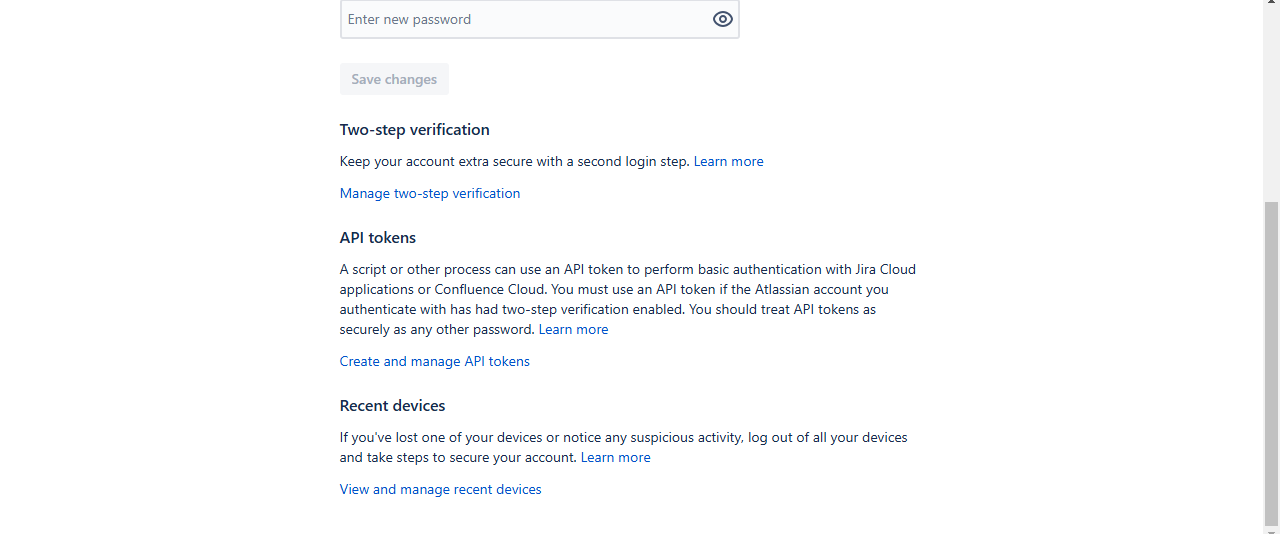 Enter new password
Save changes
Two-step verification
Keep your account extra secure with a second login step. Learn more
Manage two-step verification
API tokens
A script or other process can use an API token to perform basic authentication with Jira Cloud
applications or Confluence Cloud. You must use an API token if the Atlassian account you
authenticate with has had two-step verification enabled. You should treat API tokens as
securely as any other password. Learn more
Create and manage API tokens
Recent devices
If you've lost one of your devices or notice any suspicious activity, log out of all your devices
and take steps to secure your account. Learn more
View and manage recent devices